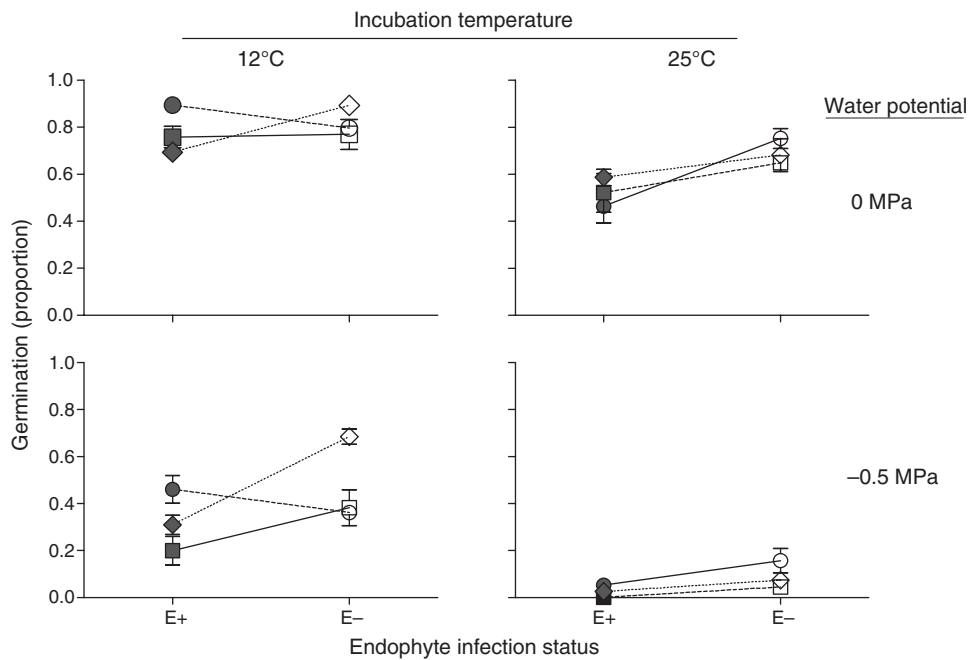 Incubation temperature
12°C
25°C
Water potential
1.0
0.8
0.6
0.4
0.2
0.0
0 MPa
Germination (proportion)
1.0
0.8
0.6
0.4
0.2
0.0
–0.5 MPa
E+
E–
E+
E–
Endophyte infection status